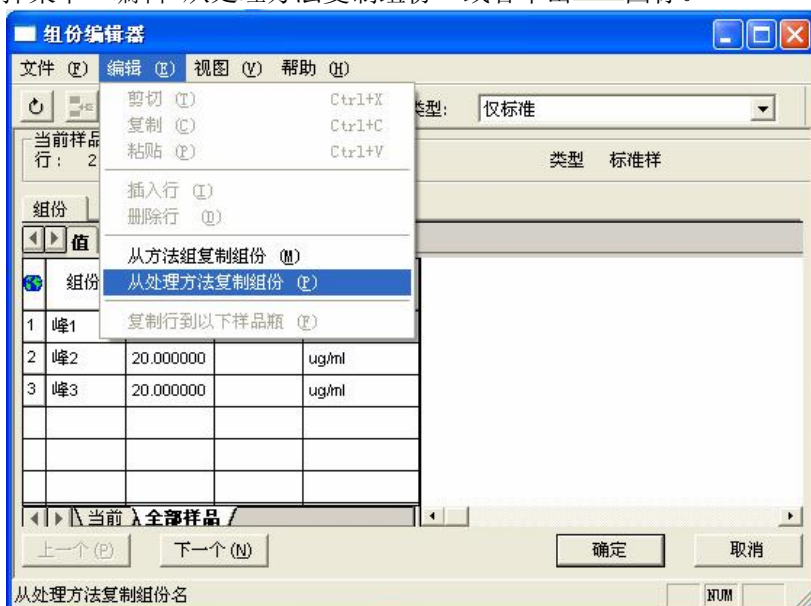 组份编辑器
文件 (F) 编辑 (E) 视图 (V) 帮助 (H)
剪切 (T) Ctrl+X
复制 (C) Ctrl+C
粘贴 (P) Ctrl+V
插入行 (I)
删除行 (D)
从方法组复制组份 (M)
从处理方法复制组份 (P)
复制行到以下样品瓶 (F)
类型: 仅标准
当前样品
行: 2 类型 标准样
组份
值
组份
1 峰1
2 峰2 20.000000 ug/ml
3 峰3 20.000000 ug/ml
当前 全部样品
上一个(P) 下一个(N) 确定 取消
从处理方法复制组份名 NUM